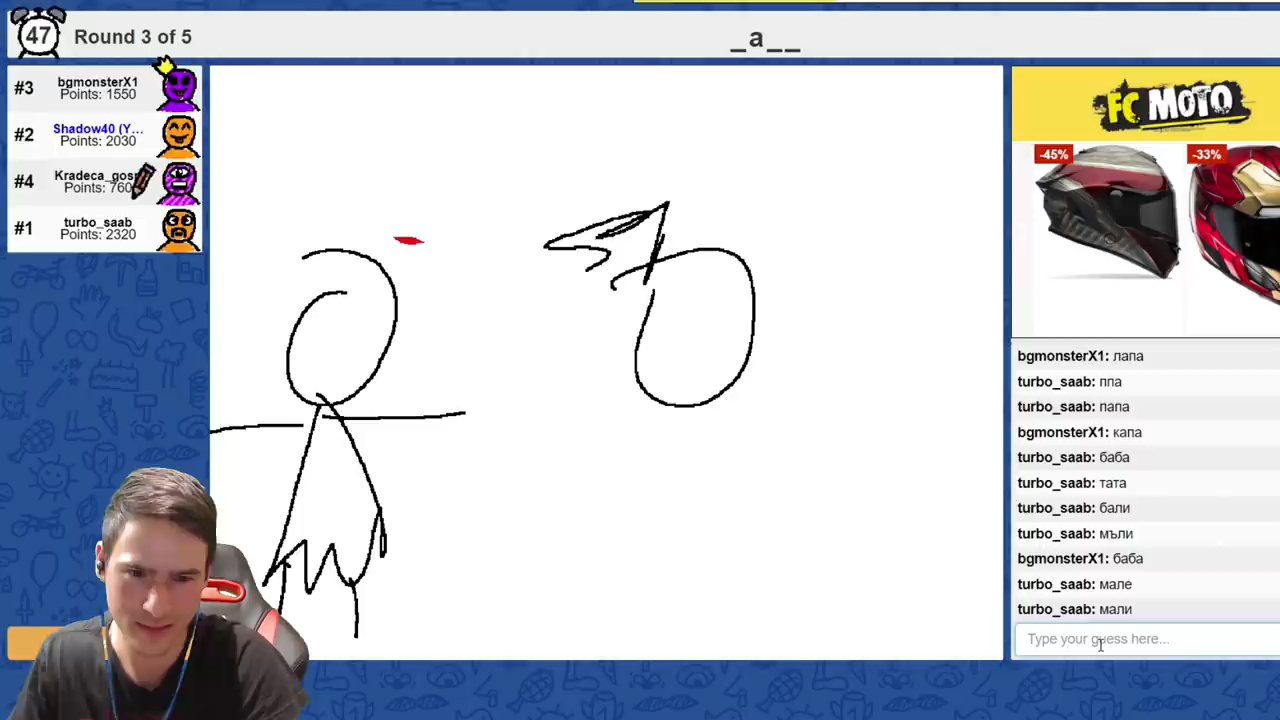 47
Round 3 of 5
_a__
#3 bgmonsterX1
Points: 1550
#2 Shadow40 (Y...
Points: 2030
#4 Kradeca_gosp
Points: 760
#1 turbo_saab
Points: 2320
FC MOTO
-45% -33%
bgmonsterX1: лапа
turbo_saab: ппа
turbo_saab: папа
bgmonsterX1: капа
turbo_saab: баба
turbo_saab: тата
turbo_saab: бали
turbo_saab: мъли
bgmonsterX1: баба
turbo_saab: мале
turbo_saab: мали
Type your guess here...